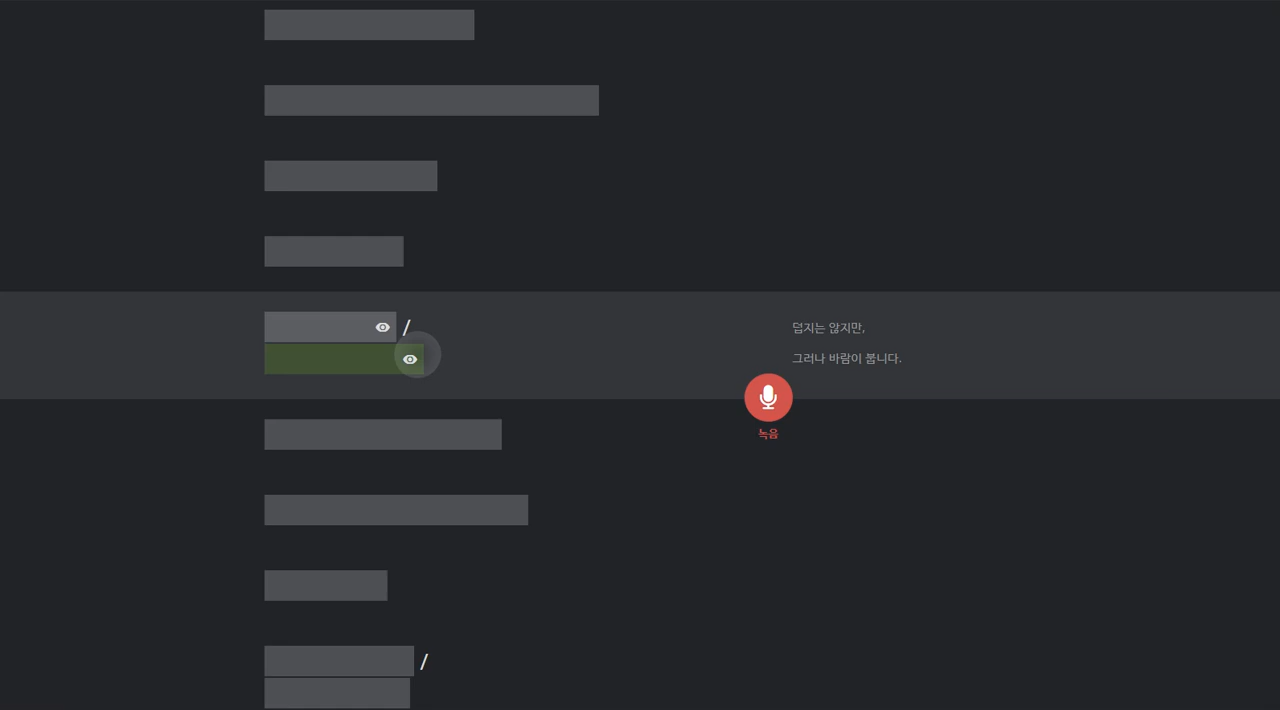 /
덥지는 않지만,
그러나 바람이 붑니다.
녹음
/